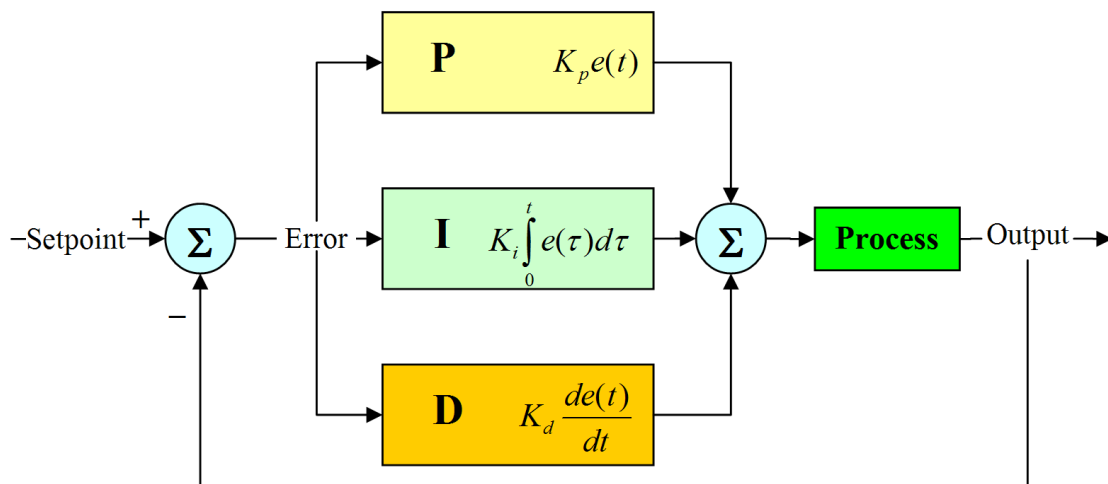 P K_p e(t)
+
–Setpoint
Σ
Error
I K_i ∫_0^t e(τ)dτ
Σ
Process
Output
−
D K_d de(t)/dt